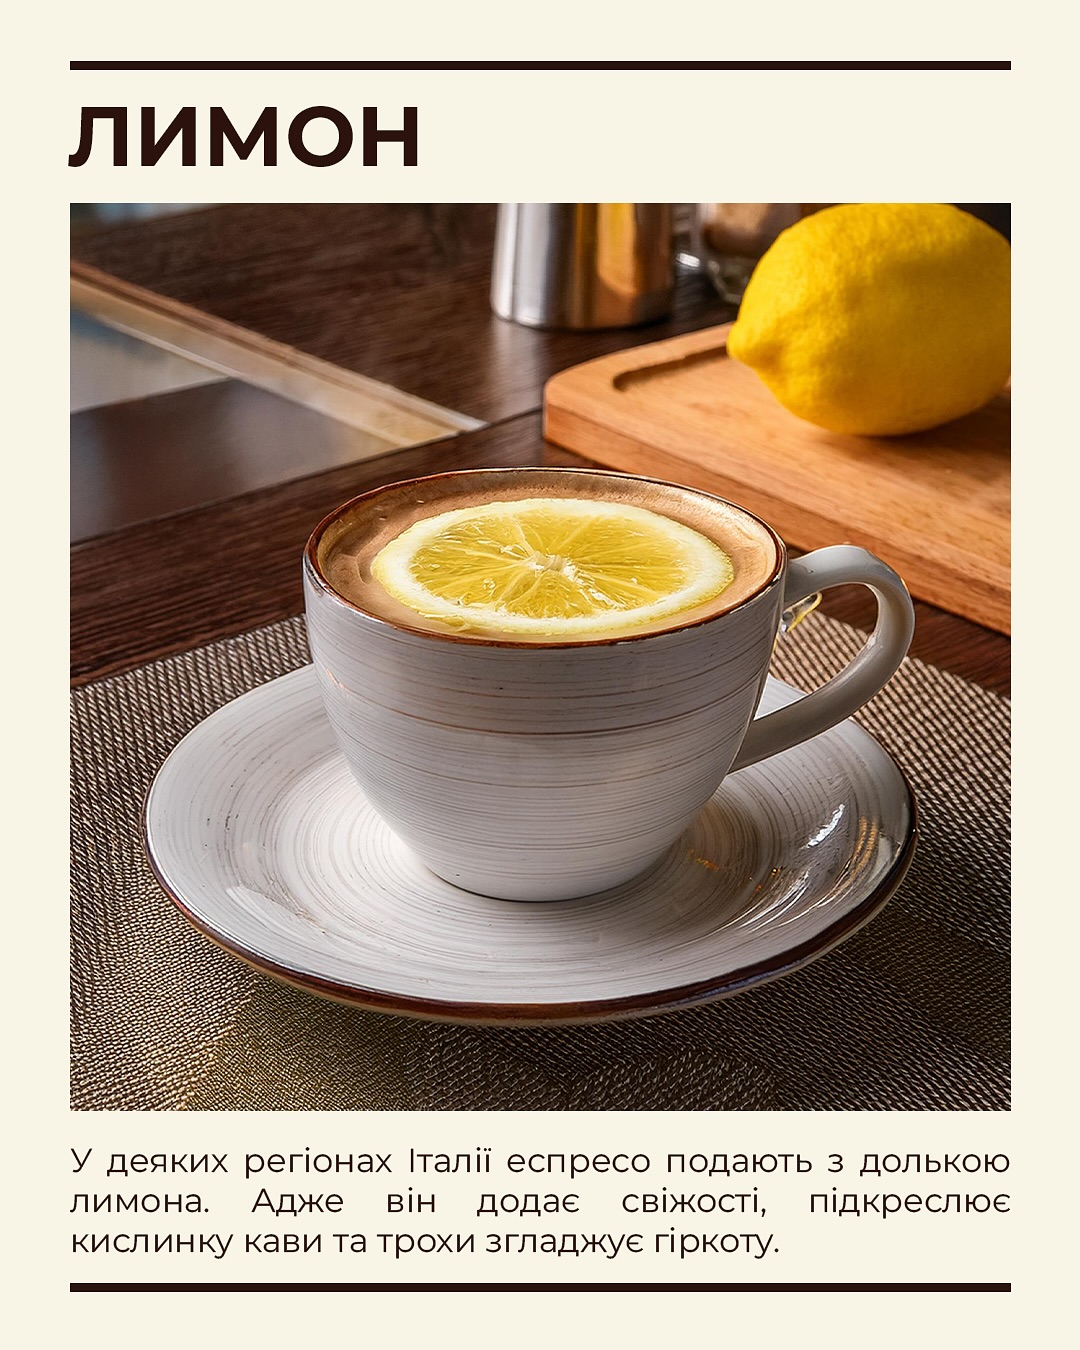 ЛИМОН
У деяких регіонах Італії еспресо подають з долькою
лимона. Адже він додає свіжості, підкреслює
кислинку кави та трохи згладжує гіркоту.